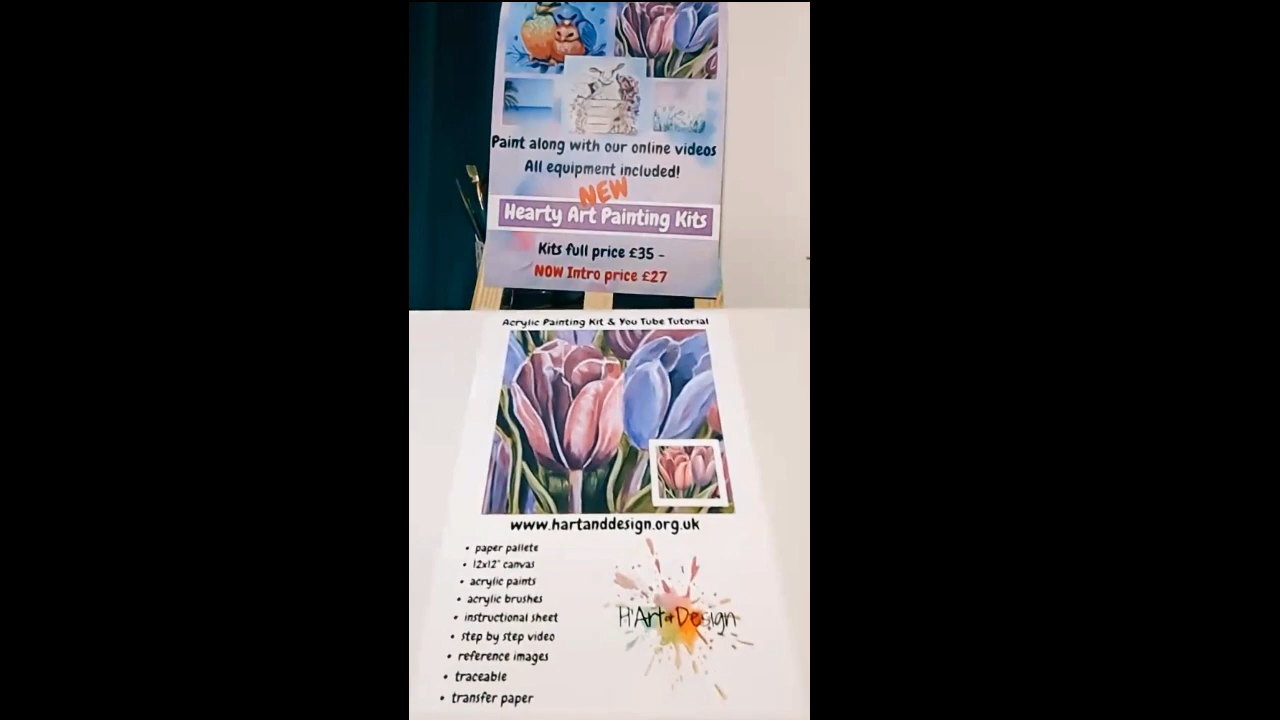 Paint along with our online videos
All equipment included!
NEW
Hearty Art Painting Kits
Kits full price £35 -
NOW Intro price £27
Acrylic Painting Kit & You Tube Tutorial
www.hartanddesign.org.uk
• paper pallete
• 12x12" canvas
• acrylic paints
• acrylic brushes
• instructional sheet
• step by step video
• reference images
• traceable
• transfer paper
H'Art & Design